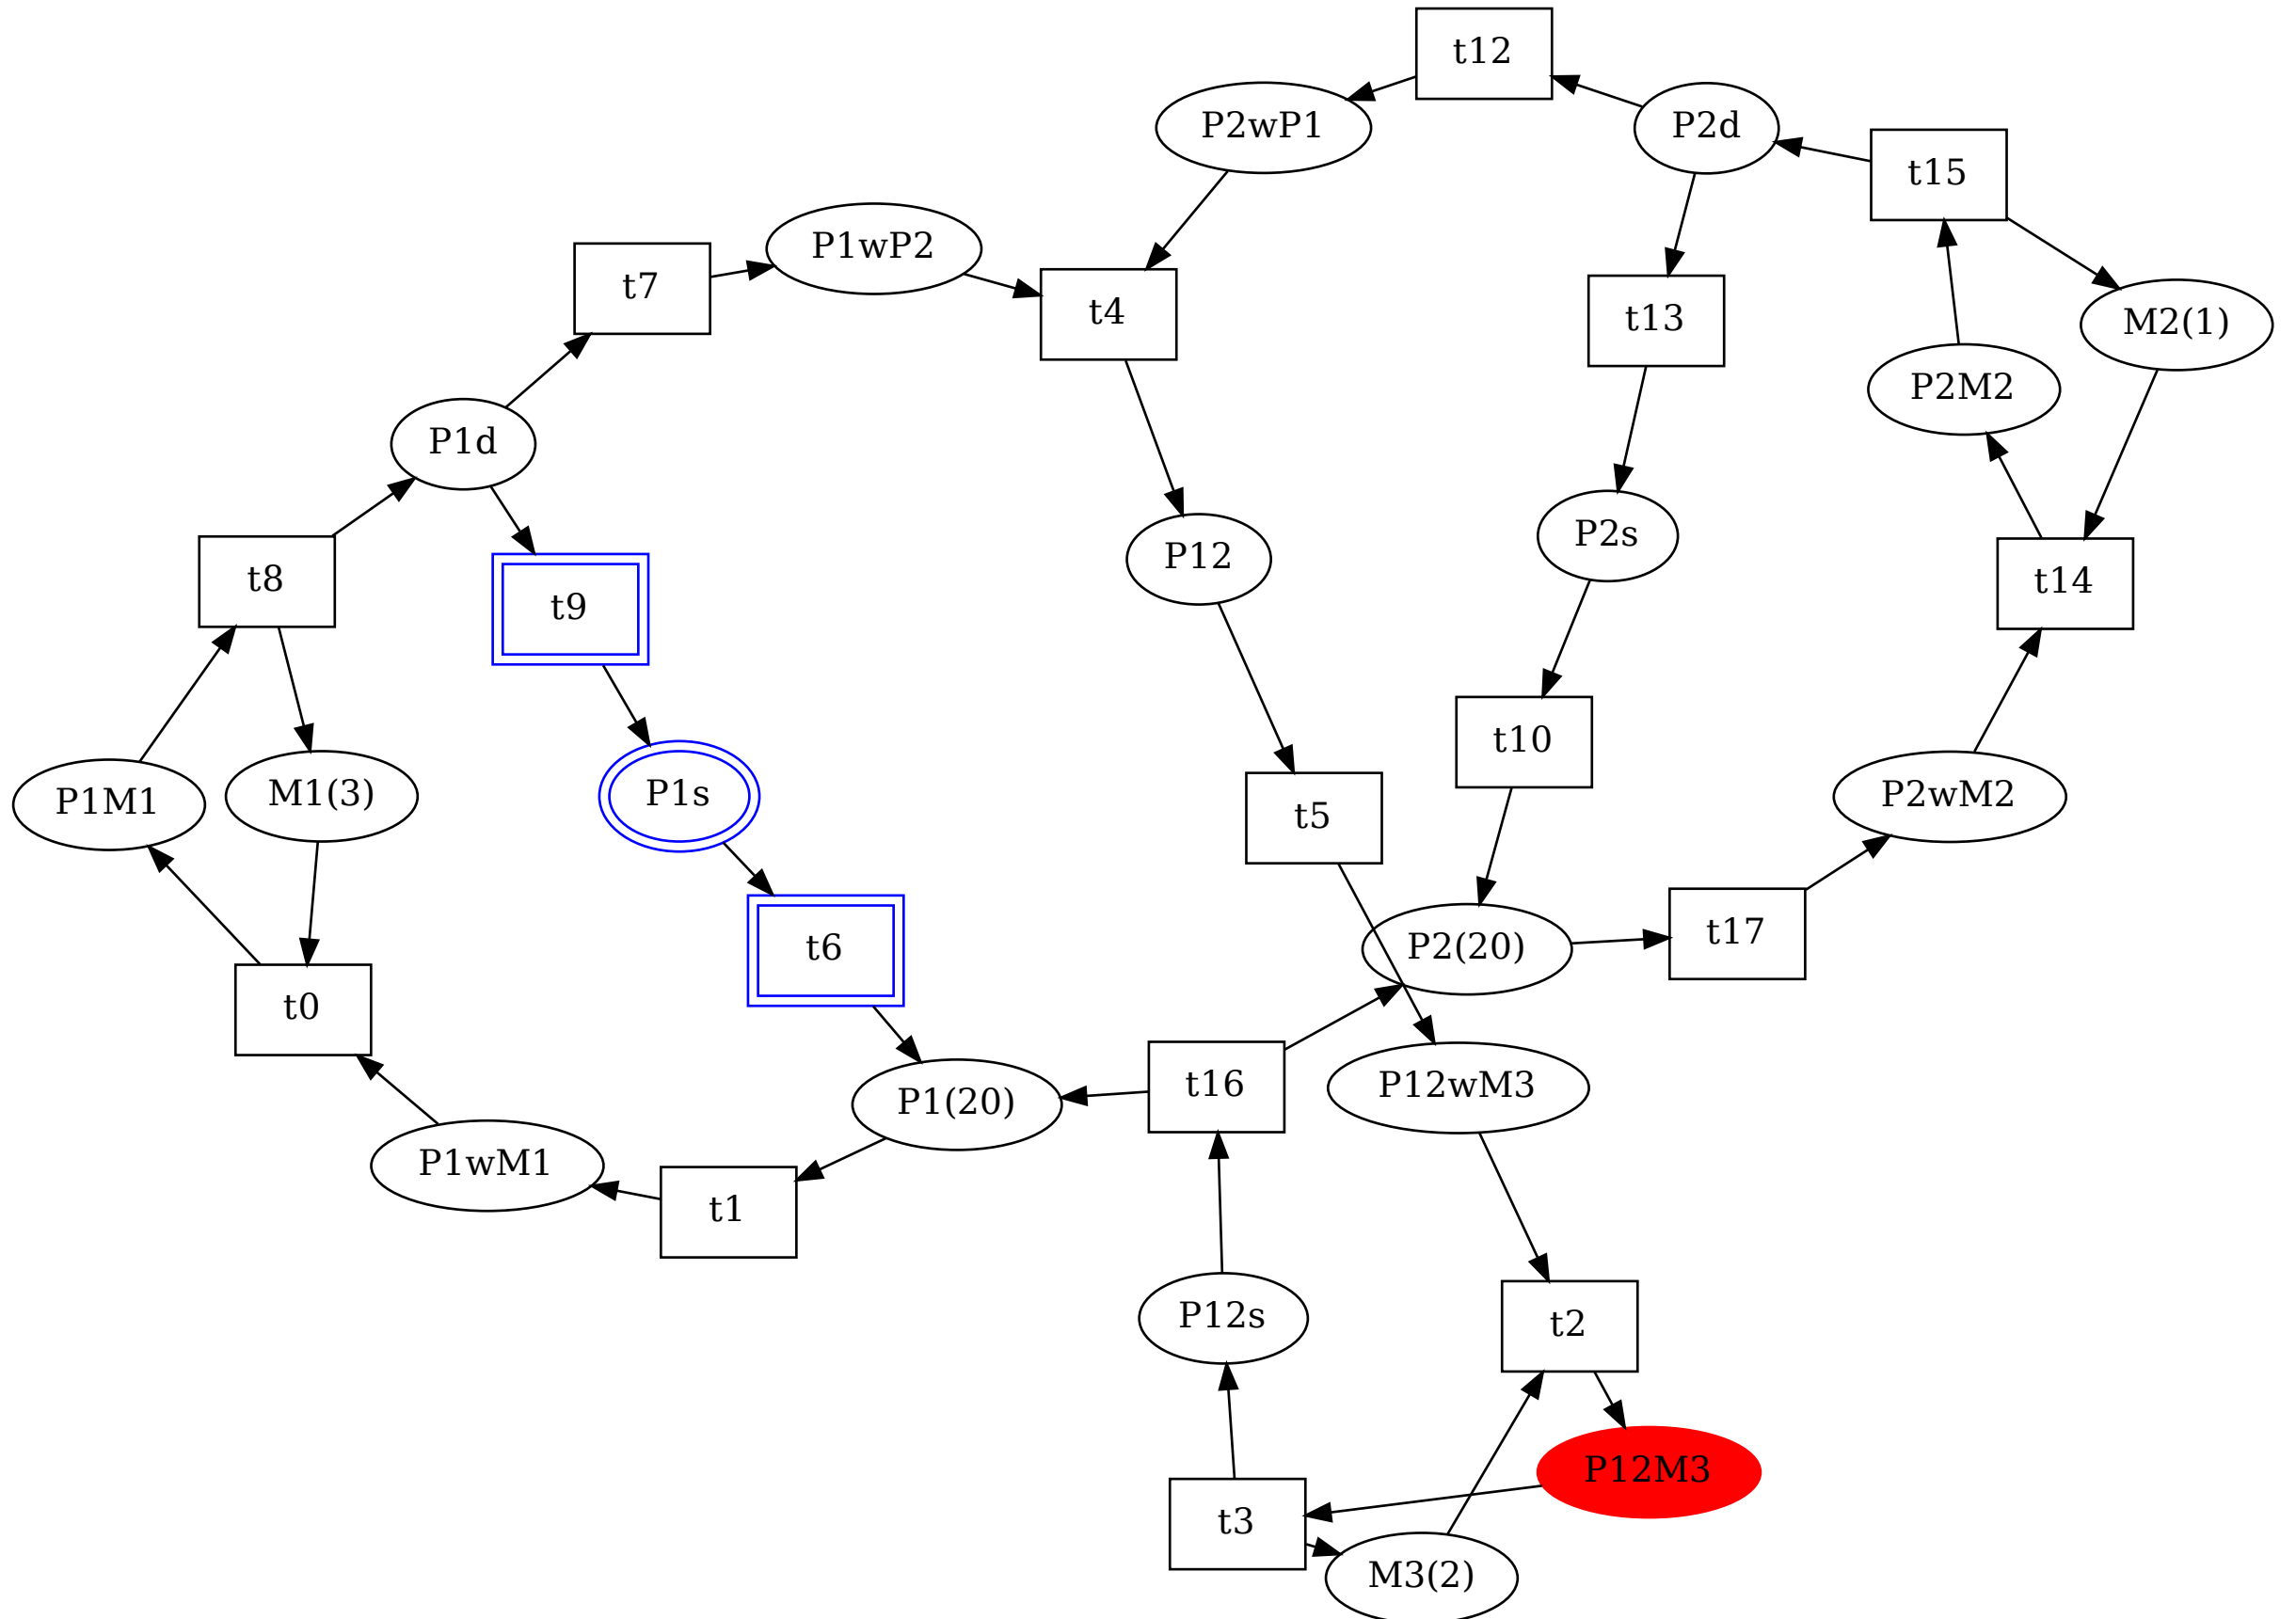 t12
P2wP1
P2d
t15
P1wP2
t7
t4
t13
M2(1)
P2M2
P1d
P2s
P12
t8
t14
t9
t10
P1M1
M1(3)
P1s
P2wM2
t5
t6
P2(20)
t17
t0
t16
P12wM3
P1(20)
P1wM1
t1
P12s
t2
P12M3
t3
M3(2)